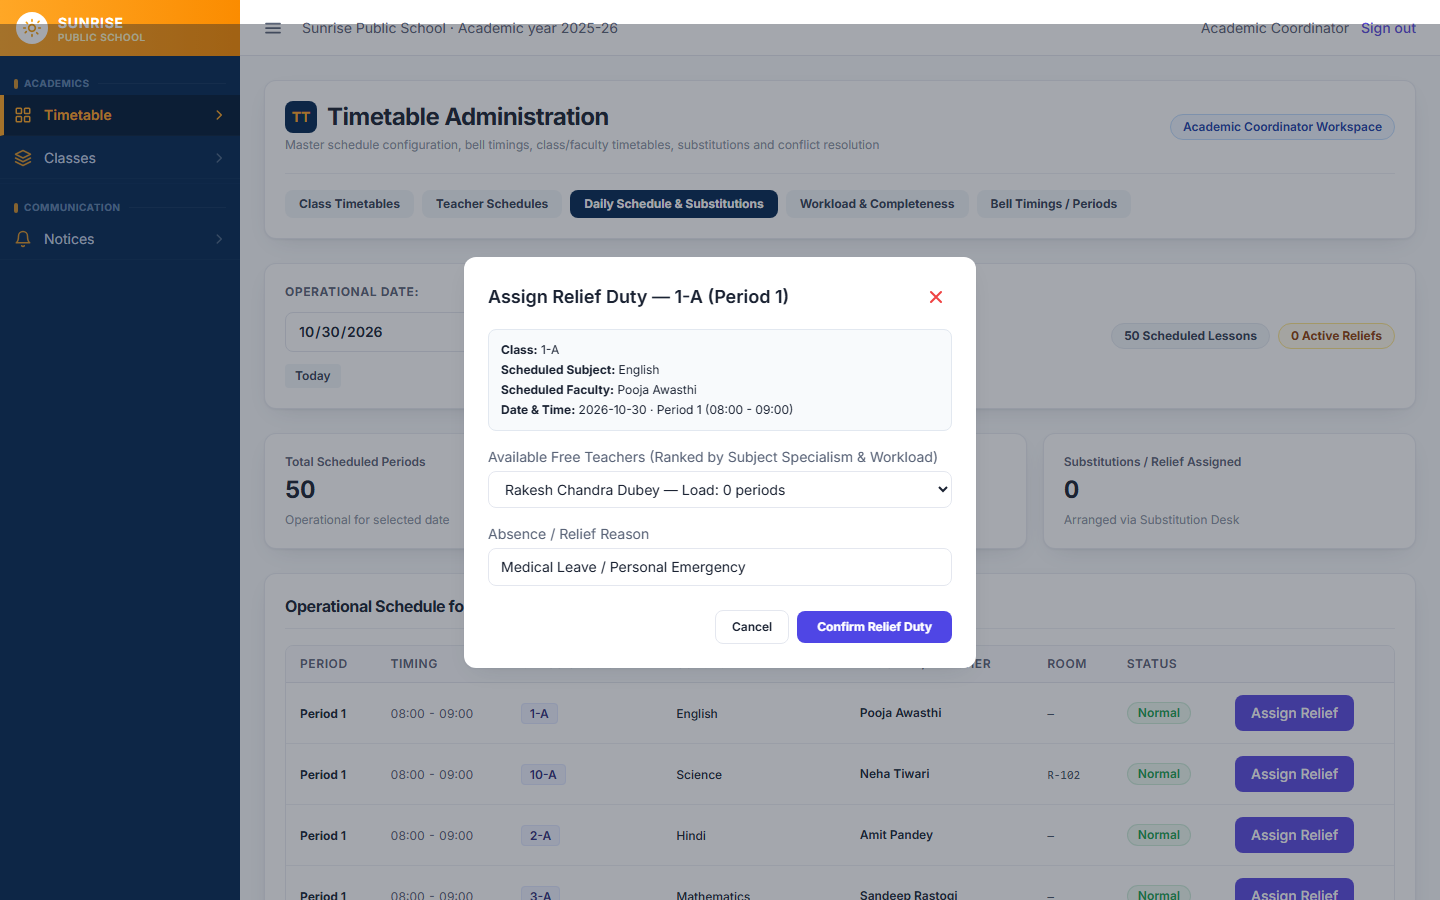 SUNRISE
PUBLIC SCHOOL
Sunrise Public School · Academic year 2025-26
Academic Coordinator
Sign out
ACADEMICS
Timetable
Classes
COMMUNICATION
Notices
TT
Timetable Administration
Master schedule configuration, bell timings, class/faculty timetables, substitutions and conflict resolution
Academic Coordinator Workspace
Class Timetables
Teacher Schedules
Daily Schedule & Substitutions
Workload & Completeness
Bell Timings / Periods
OPERATIONAL DATE:
10/30/2026
Today
50 Scheduled Lessons
0 Active Reliefs
Total Scheduled Periods
50
Operational for selected date
Substitutions / Relief Assigned
0
Arranged via Substitution Desk
Assign Relief Duty — 1-A (Period 1)
Class: 1-A
Scheduled Subject: English
Scheduled Faculty: Pooja Awasthi
Date & Time: 2026-10-30 · Period 1 (08:00 - 09:00)
Available Free Teachers (Ranked by Subject Specialism & Workload)
Rakesh Chandra Dubey — Load: 0 periods
Absence / Relief Reason
Medical Leave / Personal Emergency
Cancel
Confirm Relief Duty
Operational Schedule fo
PERIOD TIMING ROOM STATUS
Period 1 08:00 - 09:00 1-A English Pooja Awasthi – Normal Assign Relief
Period 1 08:00 - 09:00 10-A Science Neha Tiwari R-102 Normal Assign Relief
Period 1 08:00 - 09:00 2-A Hindi Amit Pandey – Normal Assign Relief
Period 1 08:00 - 09:00 3-A Mathematics Sandeep Rastogi – Normal Assign Relief